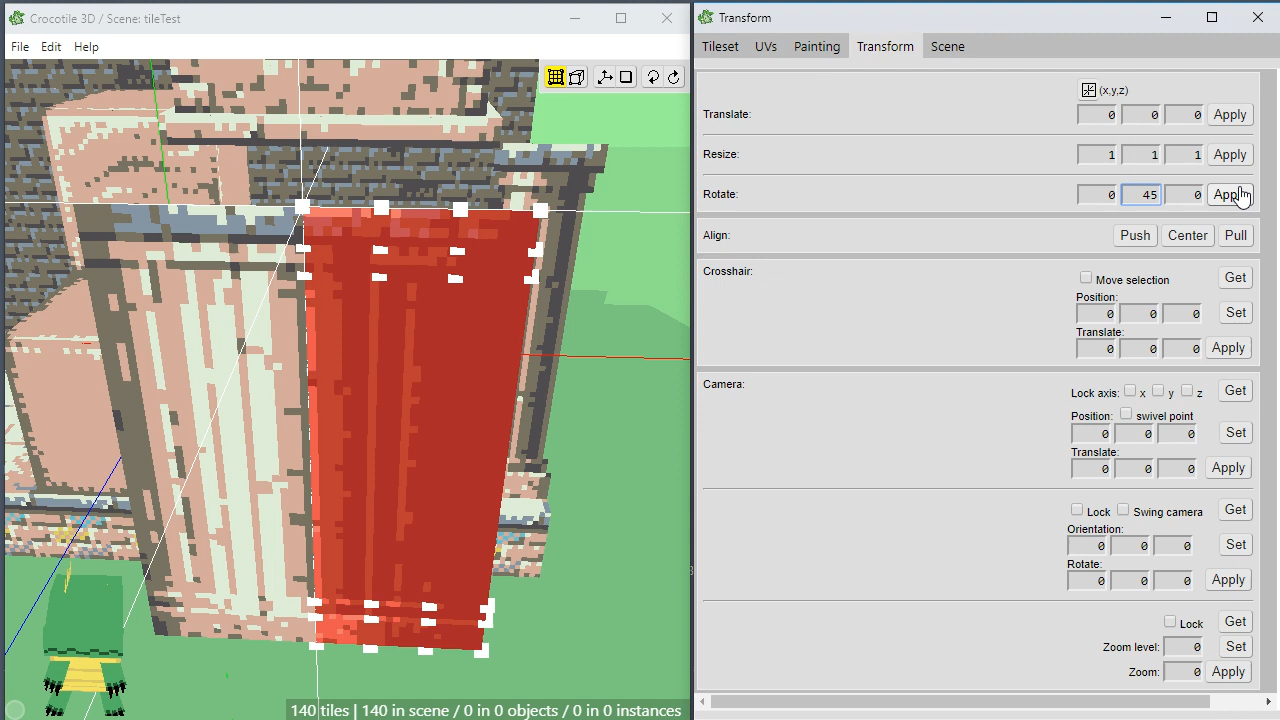 Crocotile 3D / Scene: tileTest
File Edit Help
140 tiles | 140 in scene / 0 in 0 objects / 0 in 0 instances
Transform
Tileset UVs Painting Transform Scene
(x,y,z)
Translate: 0 0 0 Apply
Resize: 1 1 1 Apply
Rotate: 0 45 0 Apply
Align: Push Center Pull
Crosshair: Move selection Get
Position:
0 0 0 Set
Translate:
0 0 0 Apply
Camera: Lock axis: x y z Get
Position: swivel point
0 0 0 Set
Translate:
0 0 0 Apply
Lock Swing camera Get
Orientation:
0 0 0 Set
Rotate:
0 0 0 Apply
Lock Get
Zoom level: 0 Set
Zoom: 0 Apply